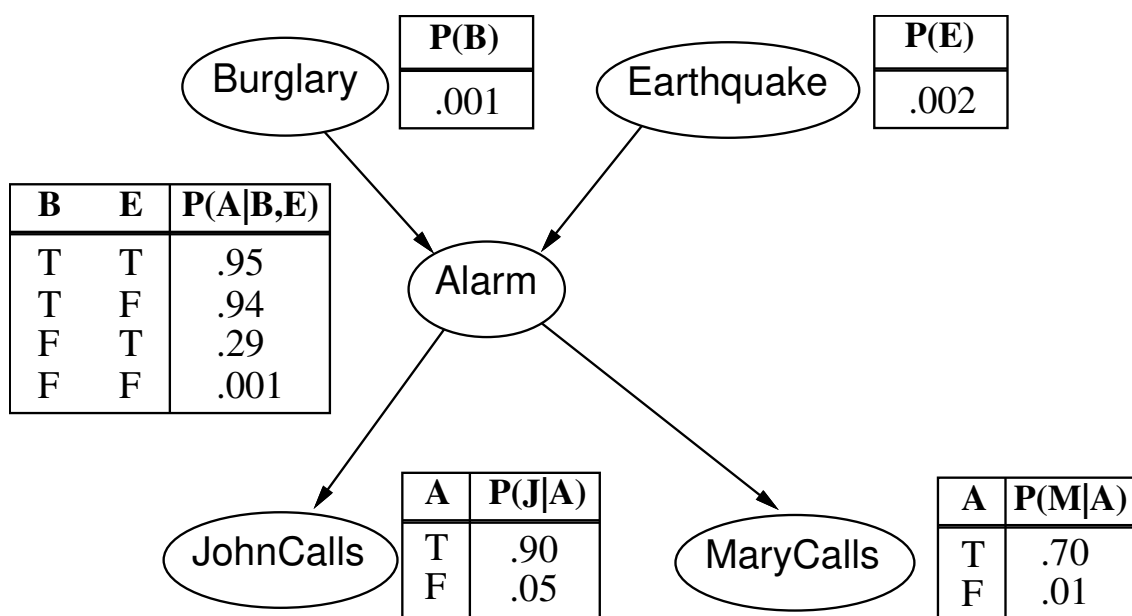 Burglary
P(B)
.001
Earthquake
P(E)
.002
B E P(A|B,E)
T T .95
T F .94
F T .29
F F .001
Alarm
JohnCalls
A P(J|A)
T .90
F .05
MaryCalls
A P(M|A)
T .70
F .01